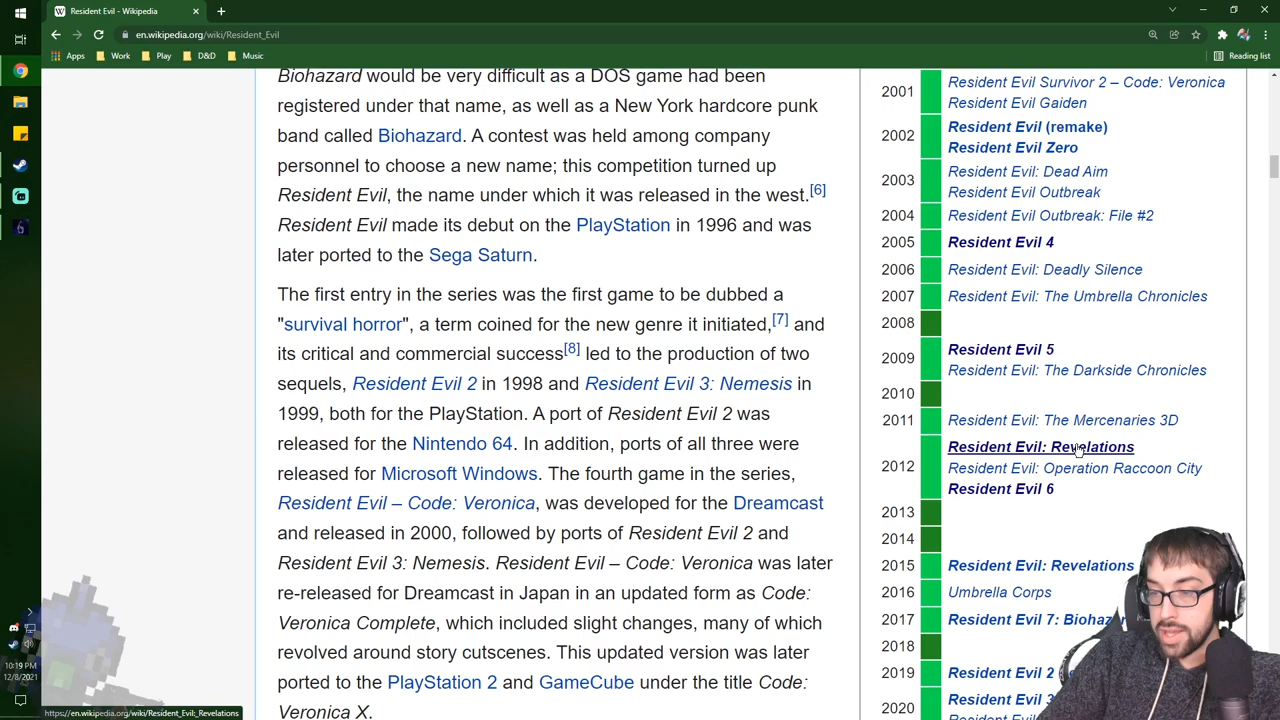 Resident Evil - Wikipedia
en.wikipedia.org/wiki/Resident_Evil
Apps
Work
Play
D&D
Music
Reading list
Biohazard would be very difficult as a DOS game had been
registered under that name, as well as a New York hardcore punk
band called Biohazard. A contest was held among company
personnel to choose a new name; this competition turned up
Resident Evil, the name under which it was released in the west.[6]
Resident Evil made its debut on the PlayStation in 1996 and was
later ported to the Sega Saturn.
The first entry in the series was the first game to be dubbed a
"survival horror", a term coined for the new genre it initiated,[7] and
its critical and commercial success[8] led to the production of two
sequels, Resident Evil 2 in 1998 and Resident Evil 3: Nemesis in
1999, both for the PlayStation. A port of Resident Evil 2 was
released for the Nintendo 64. In addition, ports of all three were
released for Microsoft Windows. The fourth game in the series,
Resident Evil – Code: Veronica, was developed for the Dreamcast
and released in 2000, followed by ports of Resident Evil 2 and
Resident Evil 3: Nemesis. Resident Evil – Code: Veronica was later
re-released for Dreamcast in Japan in an updated form as Code:
Veronica Complete, which included slight changes, many of which
revolved around story cutscenes. This updated version was later
ported to the PlayStation 2 and GameCube under the title Code:
Veronica X.
2001
Resident Evil Survivor 2 – Code: Veronica
Resident Evil Gaiden
2002
Resident Evil (remake)
Resident Evil Zero
2003
Resident Evil: Dead Aim
Resident Evil Outbreak
2004
Resident Evil Outbreak: File #2
2005
Resident Evil 4
2006
Resident Evil: Deadly Silence
2007
Resident Evil: The Umbrella Chronicles
2008
2009
Resident Evil 5
Resident Evil: The Darkside Chronicles
2010
2011
Resident Evil: The Mercenaries 3D
2012
Resident Evil: Revelations
Resident Evil: Operation Raccoon City
Resident Evil 6
2013
2014
2015
Resident Evil: Revelations
2016
Umbrella Corps
2017
Resident Evil 7:
2018
2019
Resident Evil 2
2020
Resident Evil 3
10:19 PM
12/8/2021
https://en.wikipedia.org/wiki/Resident_Evil:_Revelations